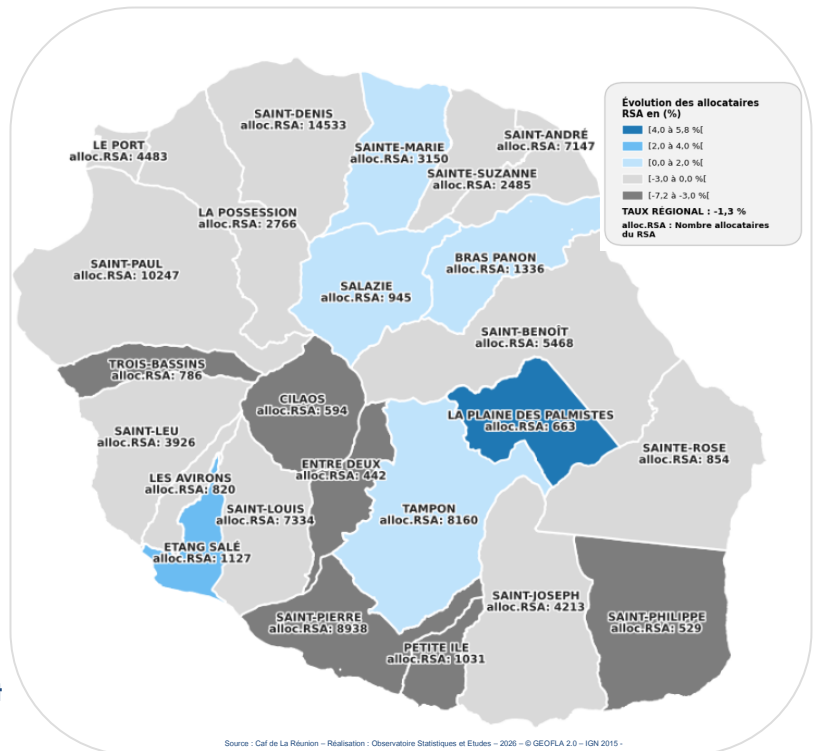 SAINT-DENIS
alloc.RSA: 14533
LE PORT
alloc.RSA: 4483
SAINTE-MARIE
alloc.RSA: 3150
SAINT-ANDRÉ
alloc.RSA: 7147
SAINTE-SUZANNE
alloc.RSA: 2485
LA POSSESSION
alloc.RSA: 2766
SAINT-PAUL
alloc.RSA: 10247
SALAZIE
alloc.RSA: 945
BRAS PANON
alloc.RSA: 1336
SAINT-BENOÎT
alloc.RSA: 5468
TROIS-BASSINS
alloc.RSA: 786
CILAOS
alloc.RSA: 594
LA PLAINE DES PALMISTES
alloc.RSA: 663
SAINT-LEU
alloc.RSA: 3926
SAINTE-ROSE
alloc.RSA: 854
ENTRE DEUX
alloc.RSA: 442
LES AVIRONS
alloc.RSA: 820
SAINT-LOUIS
alloc.RSA: 7334
TAMPON
alloc.RSA: 8160
ETANG SALÉ
alloc.RSA: 1127
SAINT-JOSEPH
alloc.RSA: 4213
SAINT-PIERRE
alloc.RSA: 8938
SAINT-PHILIPPE
alloc.RSA: 529
PETITE ILE
alloc.RSA: 1031
Évolution des allocataires
RSA en (%)
[4,0 à 5,8 %[
[2,0 à 4,0 %[
[0,0 à 2,0 %[
[-3,0 à 0,0 %[
[-7,2 à -3,0 %[
TAUX RÉGIONAL : -1,3 %
alloc.RSA : Nombre allocataires
du RSA
Source : Caf de La Réunion – Réalisation : Observatoire Statistiques et Etudes – 2026 – © GEOFLA 2.0 – IGN 2015 -